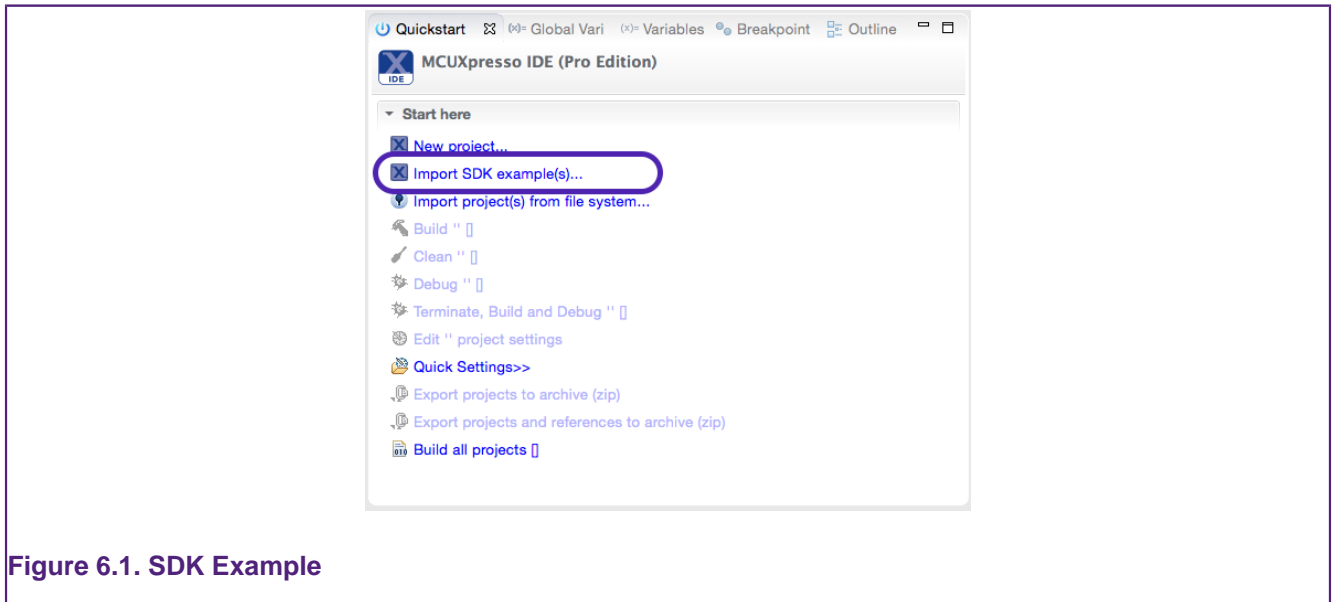 Quickstart (x)= Global Vari (x)= Variables Breakpoint Outline
IDE MCUXpresso IDE (Pro Edition)
Start here
New project...
Import SDK example(s)...
Import project(s) from file system...
Build '' []
Clean '' []
Debug '' []
Terminate, Build and Debug '' []
Edit '' project settings
Quick Settings>>
Export projects to archive (zip)
Export projects and references to archive (zip)
010 Build all projects []
Figure 6.1. SDK Example